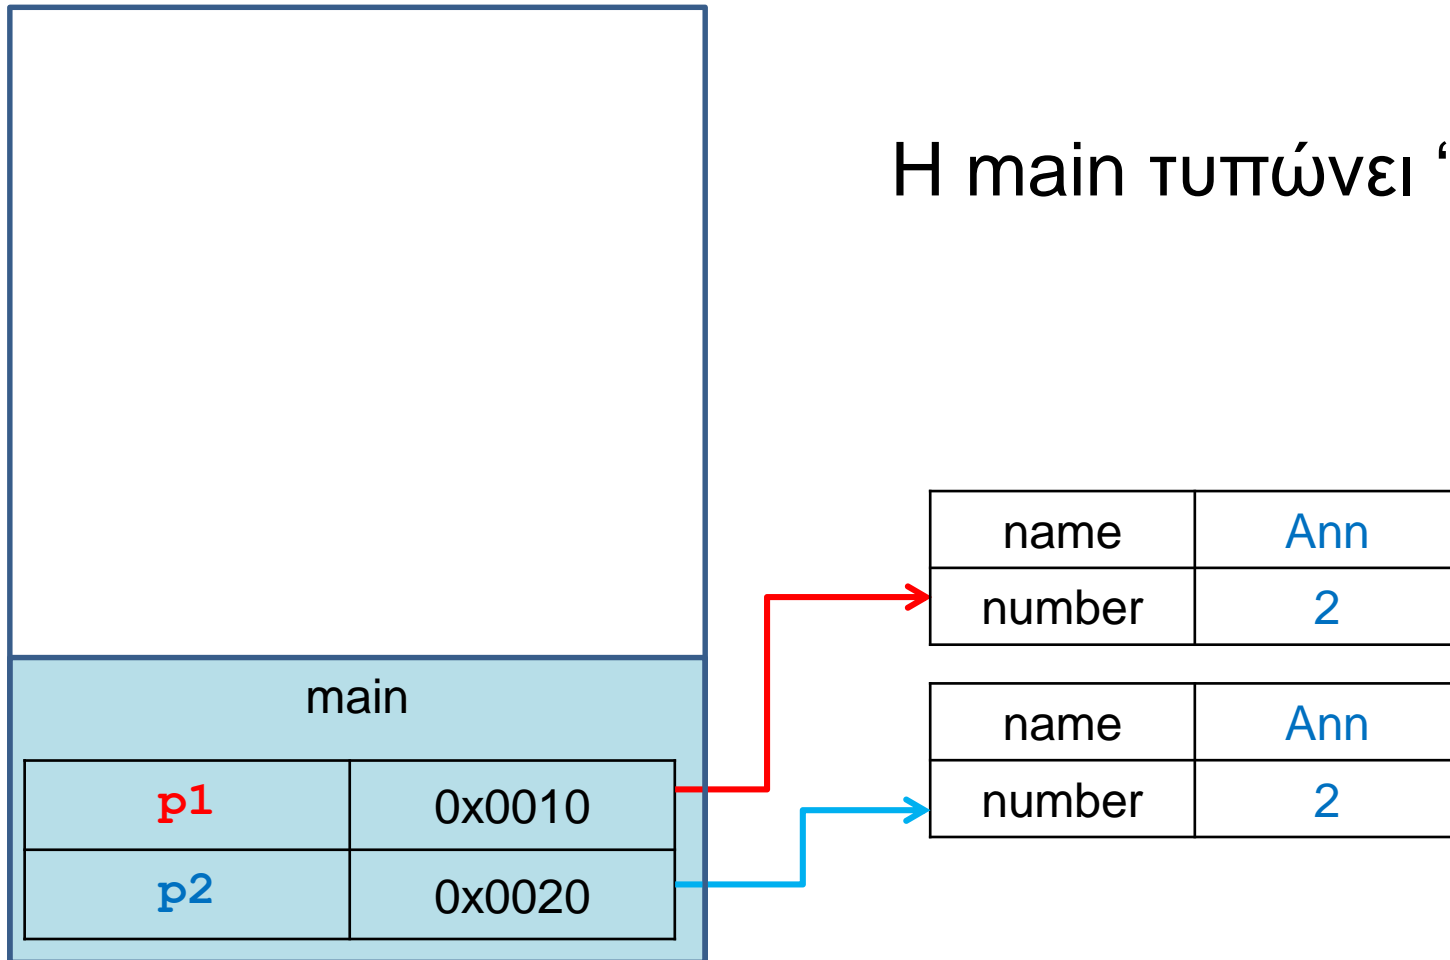 Η main τυπώνει “
name Ann
number 2
main
name Ann
p1 0x0010
number 2
p2 0x0020